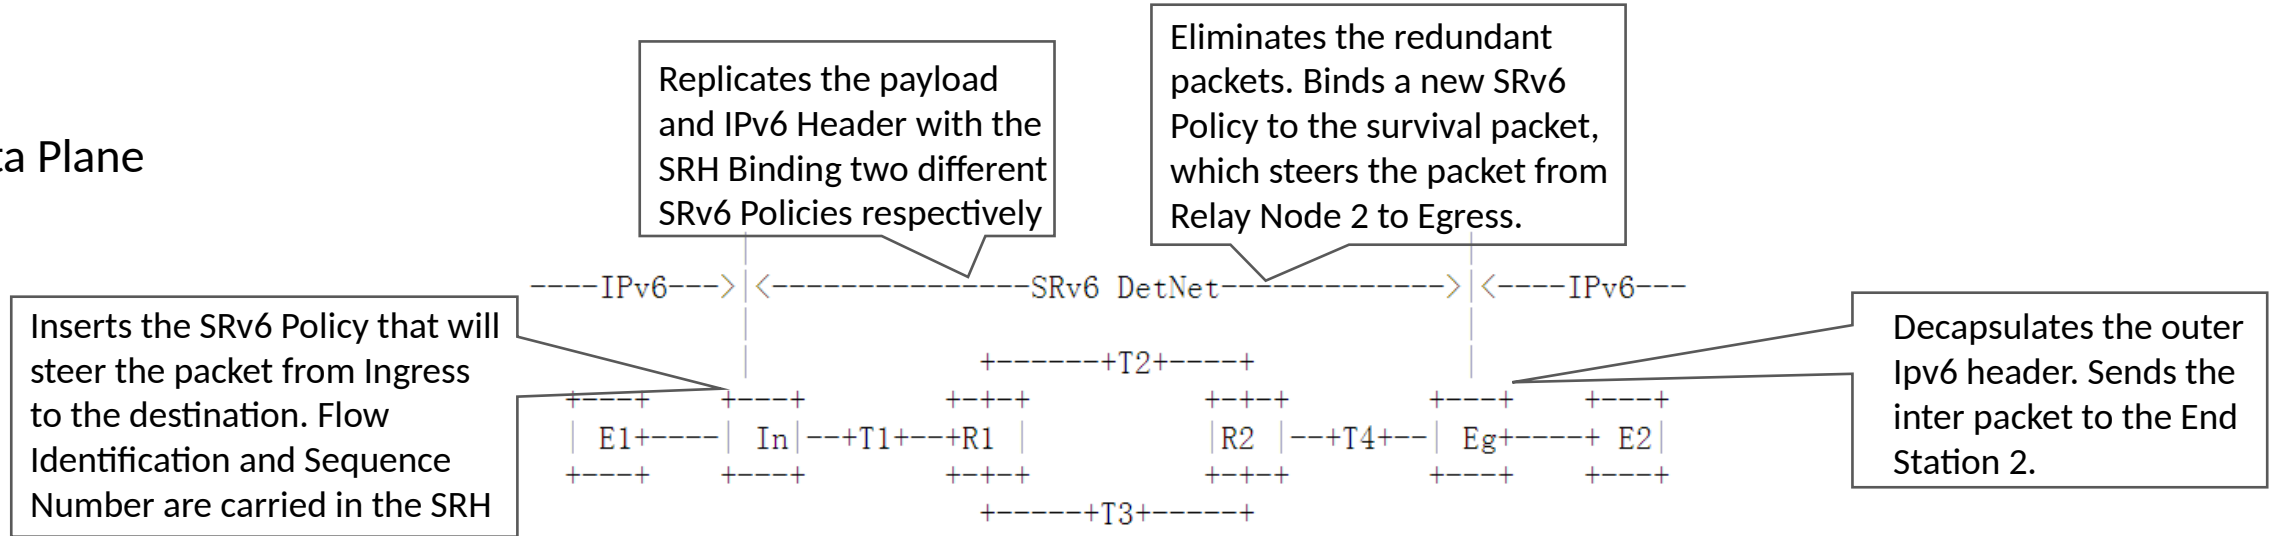 ta Plane
Replicates the payload
and IPv6 Header with the
SRH Binding two different
SRv6 Policies respectively
Eliminates the redundant
packets. Binds a new SRv6
Policy to the survival packet,
which steers the packet from
Relay Node 2 to Egress.
Inserts the SRv6 Policy that will
steer the packet from Ingress
to the destination. Flow
Identification and Sequence
Number are carried in the SRH
----IPv6--->|<---------------SRv6 DetNet------------->|<----IPv6---
+------+T2+----+
+---+ +---+ +-+-+ +-+-+ +---+ +---+
| E1+----| In|--+T1+--+R1 | |R2 |--+T4+--| Eg+----+ E2|
+---+ +---+ +-+-+ +-+-+ +---+ +---+
+-----+T3+-----+
Decapsulates the outer
Ipv6 header. Sends the
inter packet to the End
Station 2.